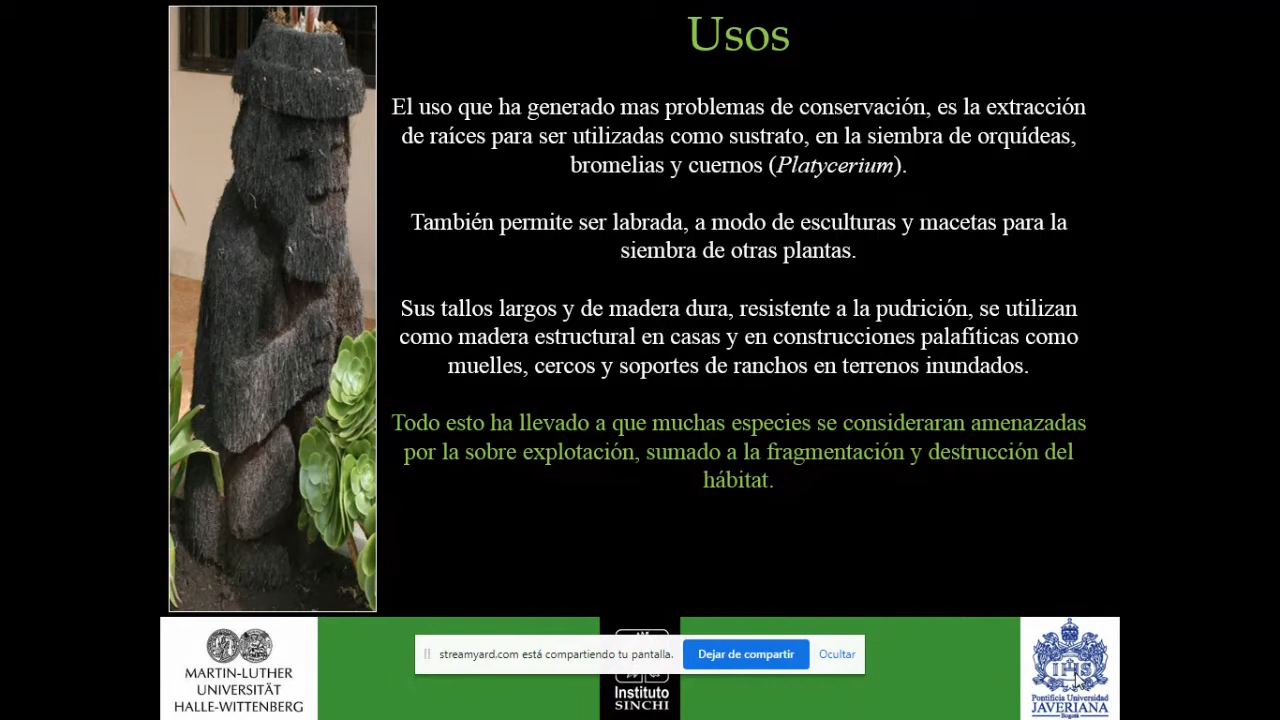 Usos
El uso que ha generado mas problemas de conservación, es la extracción
de raíces para ser utilizadas como sustrato, en la siembra de orquídeas,
bromelias y cuernos (Platycerium).
También permite ser labrada, a modo de esculturas y macetas para la
siembra de otras plantas.
Sus tallos largos y de madera dura, resistente a la pudrición, se utilizan
como madera estructural en casas y en construcciones palafíticas como
muelles, cercos y soportes de ranchos en terrenos inundados.
Todo esto ha llevado a que muchas especies se consideraran amenazadas
por la sobre explotación, sumado a la fragmentación y destrucción del
hábitat.
MARTIN-LUTHER
UNIVERSITÄT
HALLE-WITTENBERG
streamyard.com está compartiendo tu pantalla.
Dejar de compartir
Ocultar
Instituto
SINCHI
IHS
Pontificia Universidad
JAVERIANA
Bogotá